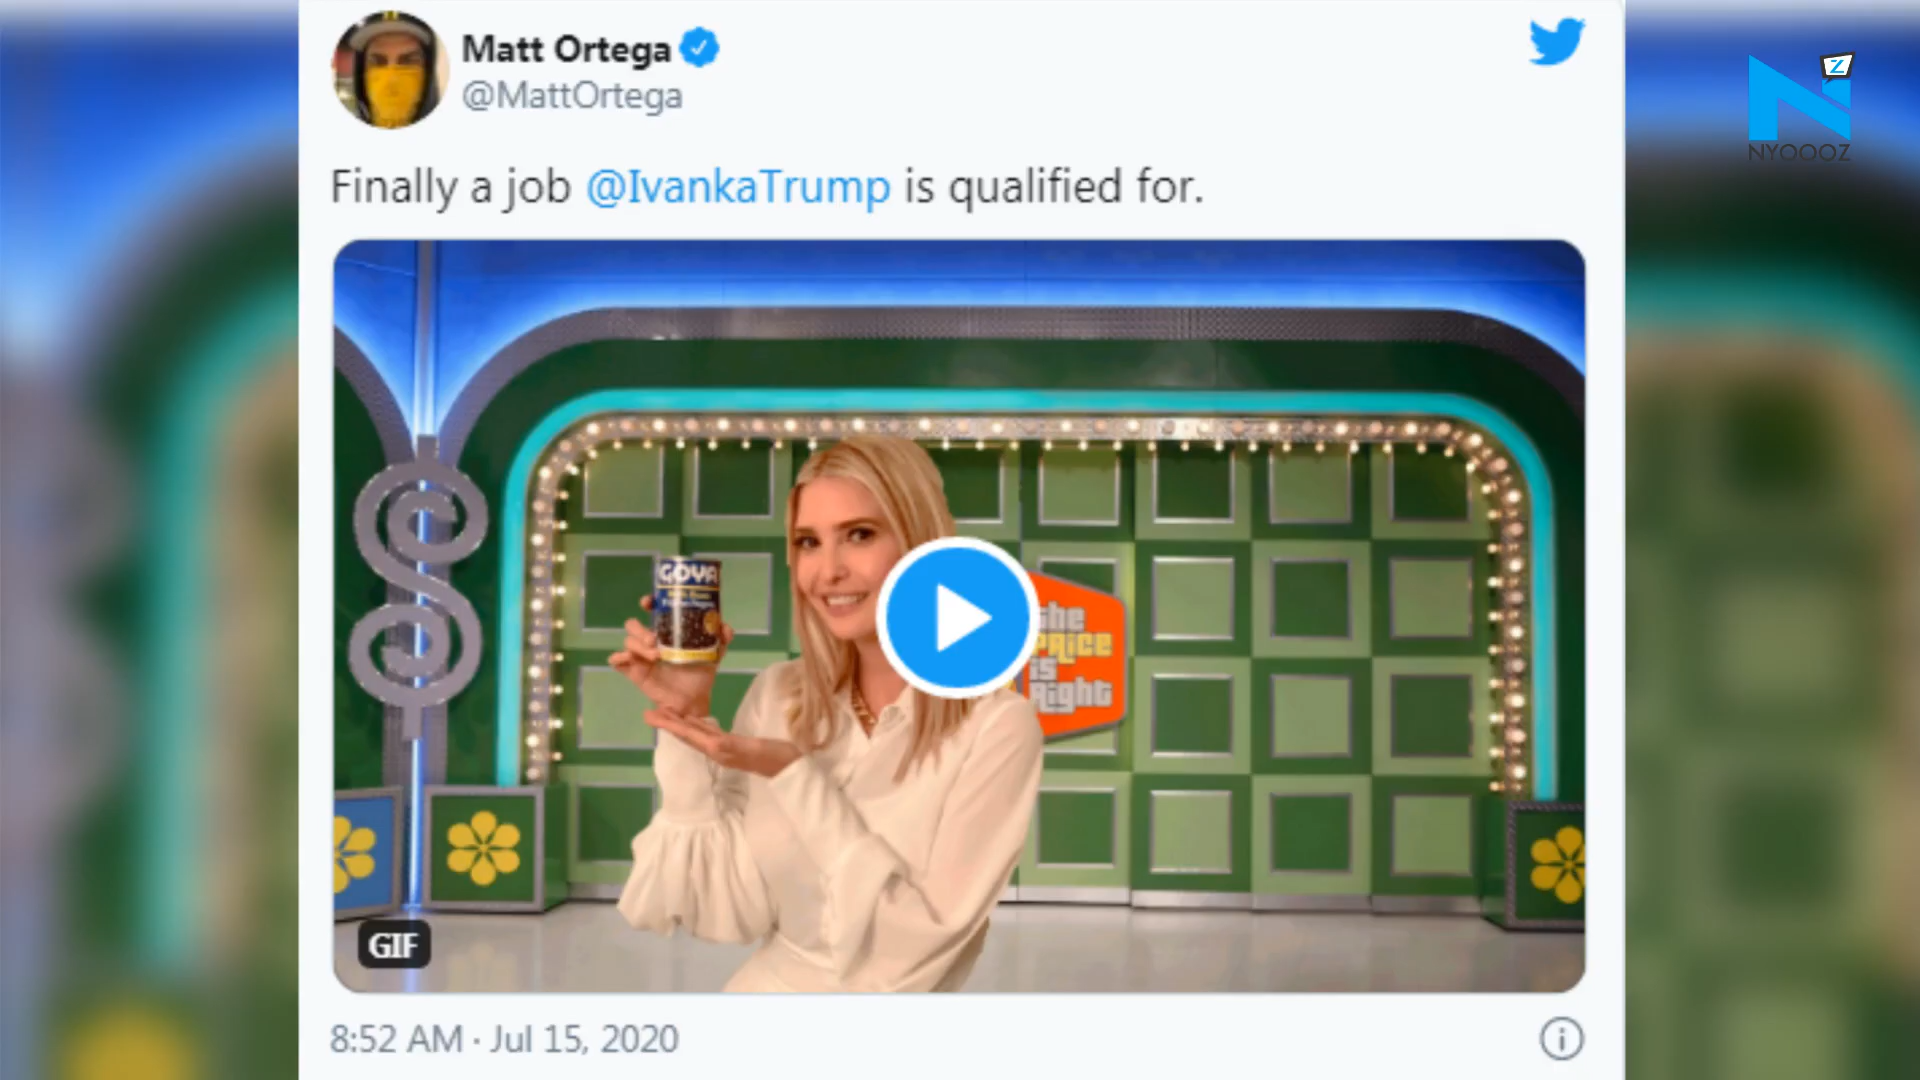 Matt Ortega
@MattOrtega
Finally a job @IvankaTrump is qualified for.
GOYA
the
PRICE
is
Right
GIF
8:52 AM · Jul 15, 2020
Z
NYOOOZ